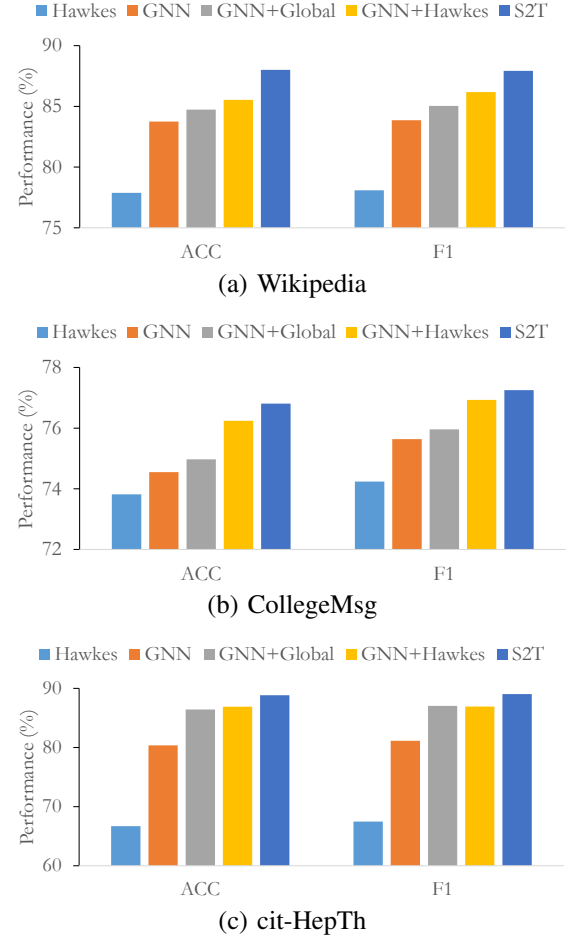 Hawkes GNN GNN+Global GNN+Hawkes S2T
90
85
80
75
Performance (%)
ACC F1
(a) Wikipedia
Hawkes GNN GNN+Global GNN+Hawkes S2T
78
76
74
72
Performance (%)
ACC F1
(b) CollegeMsg
Hawkes GNN GNN+Global GNN+Hawkes S2T
90
80
70
60
Performance (%)
ACC F1
(c) cit-HepTh